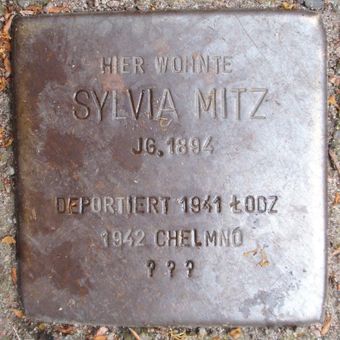 HIER WOHNTE
SYLVIA MITZ
JG. 1894
DEPORTIERT 1941 ŁODZ
1942 CHELMNO
? ? ?